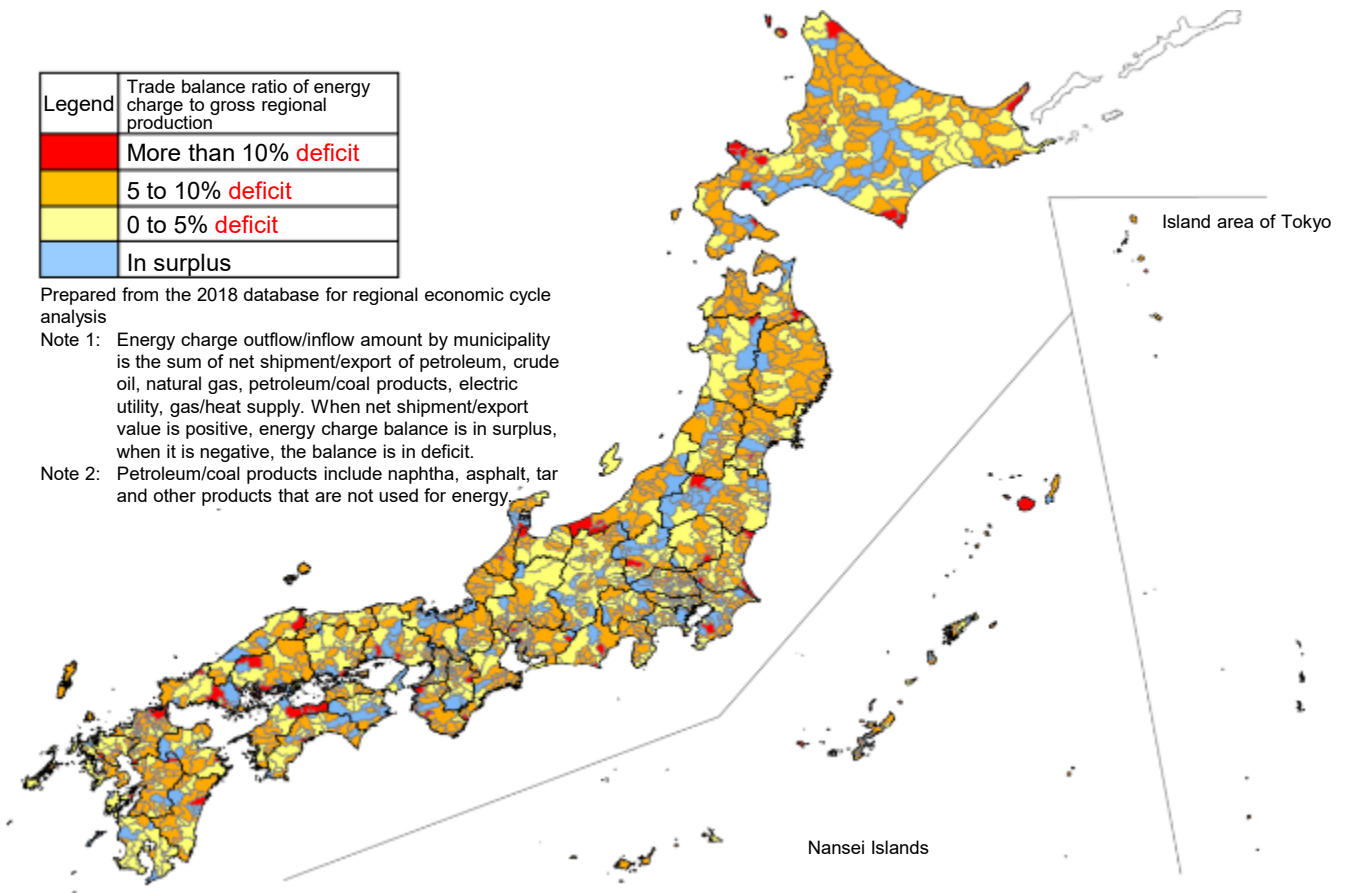 Legend
Trade balance ratio of energy
charge to gross regional
production
More than 10% deficit
5 to 10% deficit
0 to 5% deficit
In surplus
Prepared from the 2018 database for regional economic cycle
analysis
Note 1: Energy charge outflow/inflow amount by municipality
is the sum of net shipment/export of petroleum, crude
oil, natural gas, petroleum/coal products, electric
utility, gas/heat supply. When net shipment/export
value is positive, energy charge balance is in surplus,
when it is negative, the balance is in deficit.
Note 2: Petroleum/coal products include naphtha, asphalt, tar
and other products that are not used for energy.
Island area of Tokyo
Nansei Islands